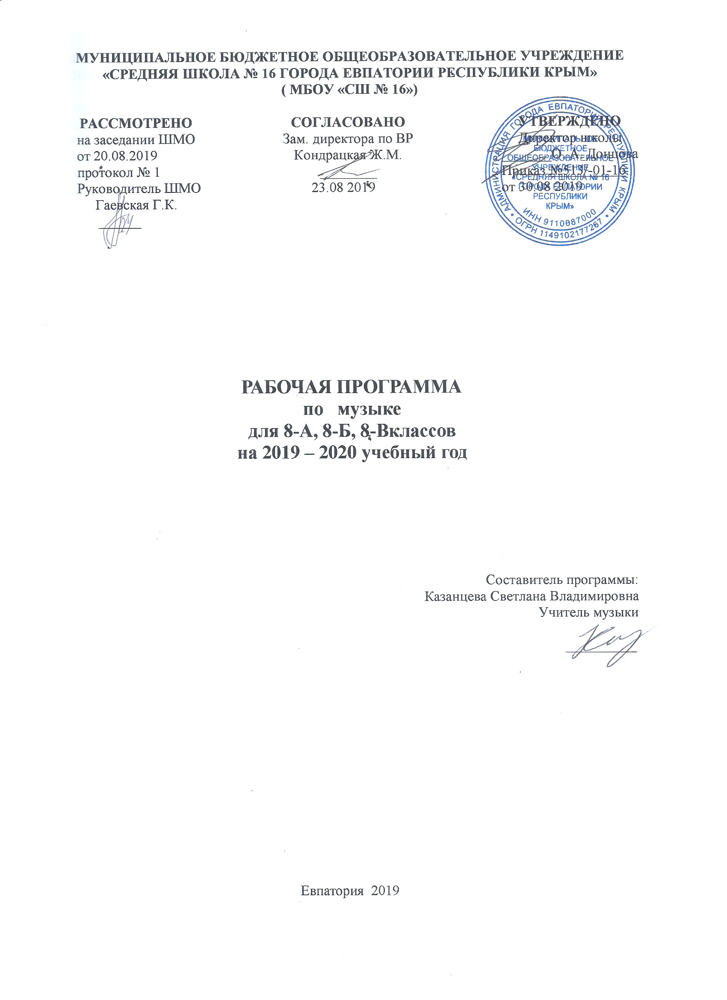 МУНИЦИПАЛЬНОЕ БЮДЖЕТНОЕ ОБЩЕОБРАЗОВАТЕЛЬНОЕ УЧРЕЖДЕНИЕ
«СРЕДНЯЯ ШКОЛА № 16 ГОРОДА ЕВПАТОРИИ РЕСПУБЛИКИ КРЫМ»
( МБОУ «СШ № 16»)
РАССМОТРЕНО
на заседании ШМО
от 20.08.2019
протокол № 1
Руководитель ШМО
Гаевская Г.К.
СОГЛАСОВАНО
Зам. директора по ВР
Кондрацкая Ж.М.
23.08 2019
УТВЕРЖДЕНО
Директор школы
О. А. Донцова
Приказ №513/-01-16
от 30.08 2019
АДМИНИСТРАЦИЯ ГОРОДА ЕВПАТОРИИ РЕСПУБЛИКИ КРЫМ
• ОГРН 1149102177267 •
МУНИЦИПАЛЬНОЕ
БЮДЖЕТНОЕ
ОБЩЕОБРАЗОВАТЕЛЬНОЕ
УЧРЕЖДЕНИЕ
«СРЕДНЯЯ ШКОЛА № 16
ГОРОДА ЕВПАТОРИИ
РЕСПУБЛИКИ
КРЫМ»
ИНН 9110087000
РАБОЧАЯ ПРОГРАММА
по музыке
для 8-А, 8-Б, 8-Вклассов
на 2019 – 2020 учебный год
Составитель программы:
Казанцева Светлана Владимировна
Учитель музыки
Евпатория 2019